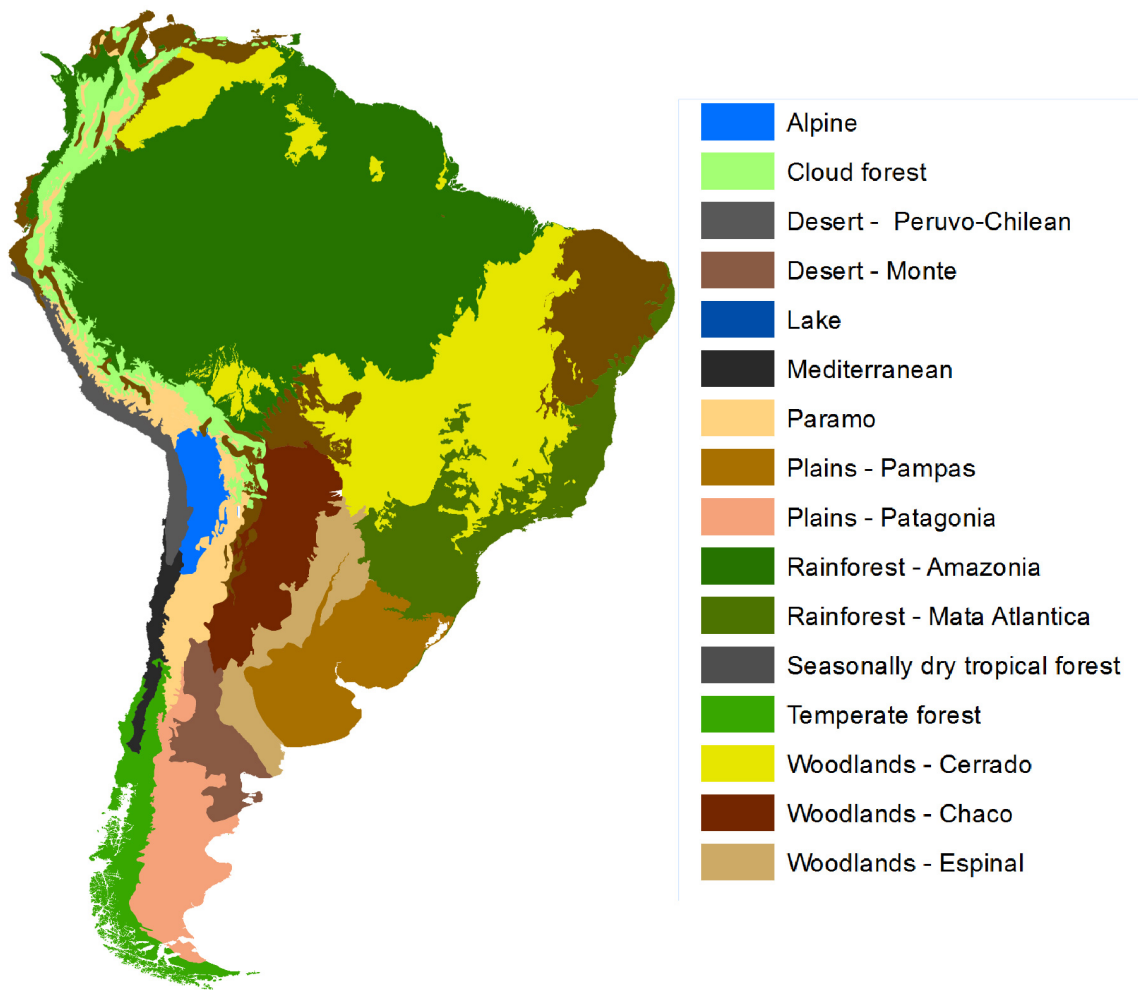 Alpine
Cloud forest
Desert -  Peruvo-Chilean
Desert - Monte
Lake
Mediterranean
Paramo
Plains - Pampas
Plains - Patagonia
Rainforest - Amazonia
Rainforest - Mata Atlantica
Seasonally dry tropical forest
Temperate forest
Woodlands - Cerrado
Woodlands - Chaco
Woodlands - Espinal